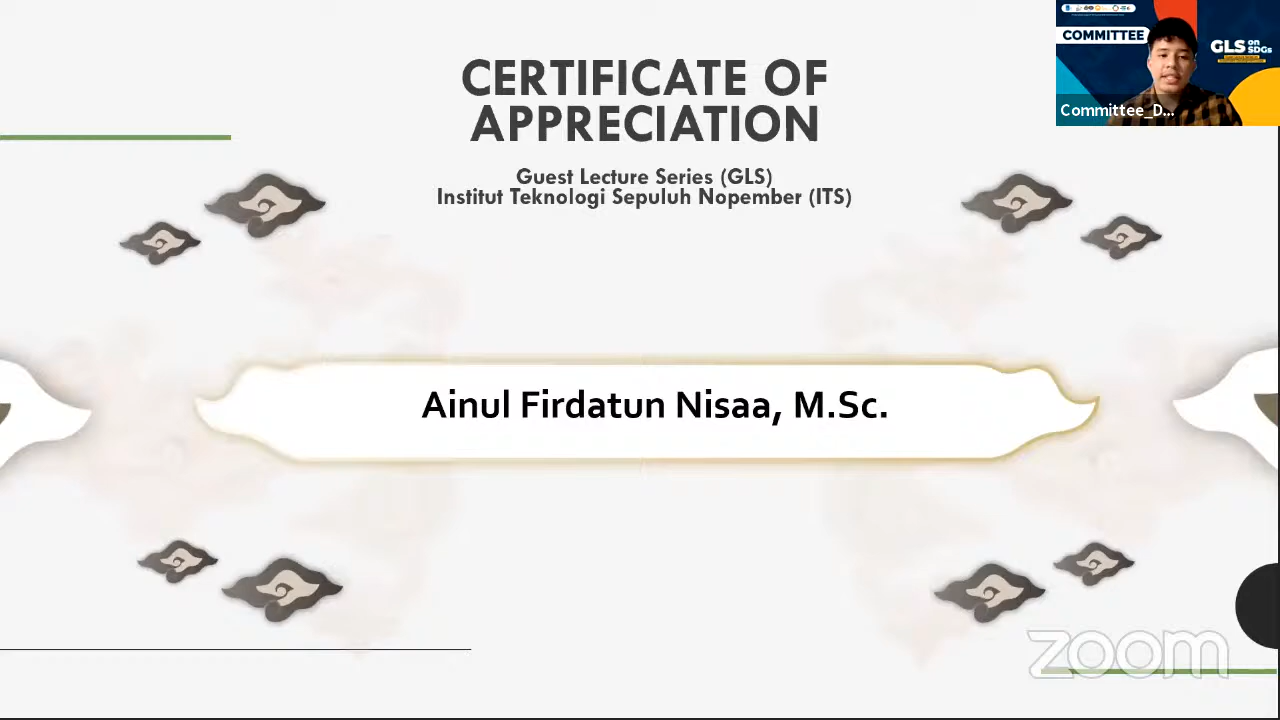 CERTIFICATE OF
APPRECIATION
Guest Lecture Series (GLS)
Institut Teknologi Sepuluh Nopember (ITS)
COMMITTEE
GLS on
SDGs
Committee_D...
Ainul Firdatun Nisaa, M.Sc.
zoom